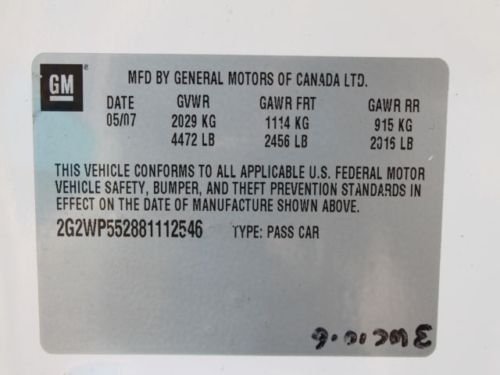 GM®
MFD BY GENERAL MOTORS OF CANADA LTD.
DATE GVWR GAWR FRT GAWR RR
05/07 2029 KG 1114 KG 915 KG
4472 LB 2456 LB 2016 LB
THIS VEHICLE CONFORMS TO ALL APPLICABLE U.S. FEDERAL MOTOR
VEHICLE SAFETY, BUMPER, AND THEFT PREVENTION STANDARDS IN
EFFECT ON THE DATE OF MANUFACTURE SHOWN ABOVE.
2G2WP552881112546 TYPE: PASS CAR